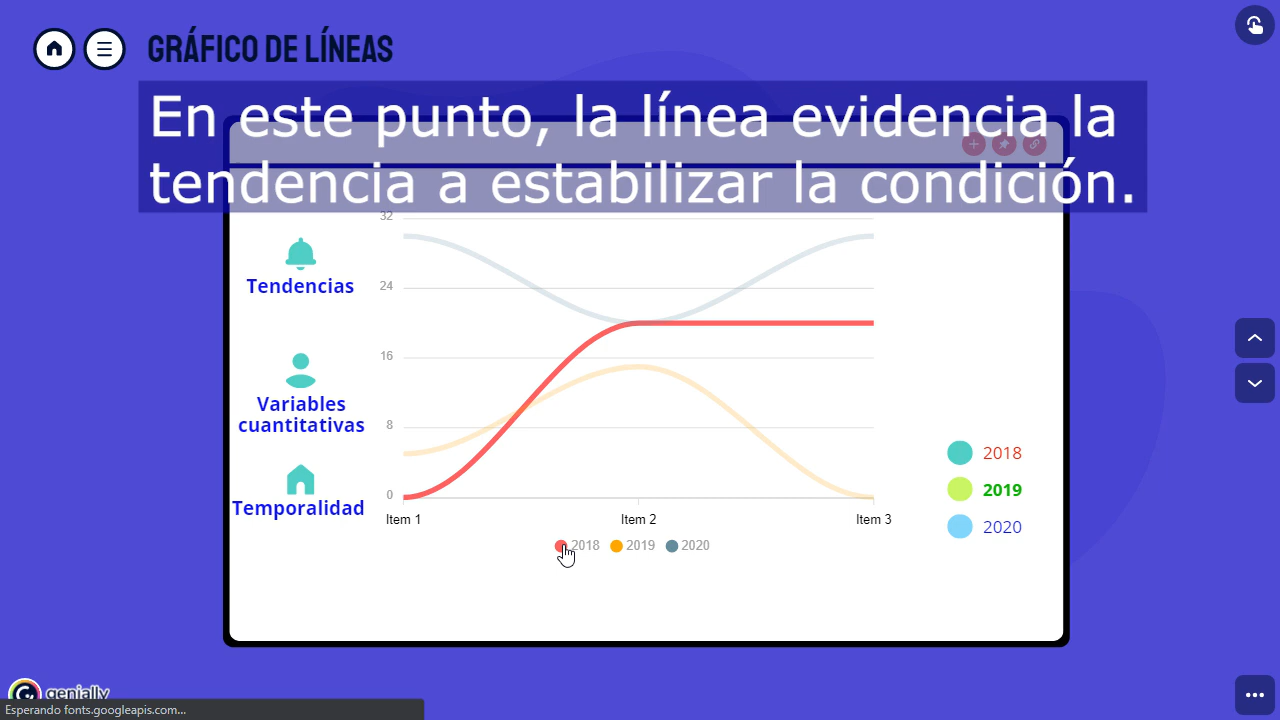 GRÁFICO DE LÍNEAS
En este punto, la línea evidencia la
tendencia a estabilizar la condición.
32
24
16
8
0
Tendencias
Variables
cuantitativas
Temporalidad
Item 1
Item 2
Item 3
2018
2019
2020
2018
2019
2020
genially
Esperando fonts.googleapis.com...